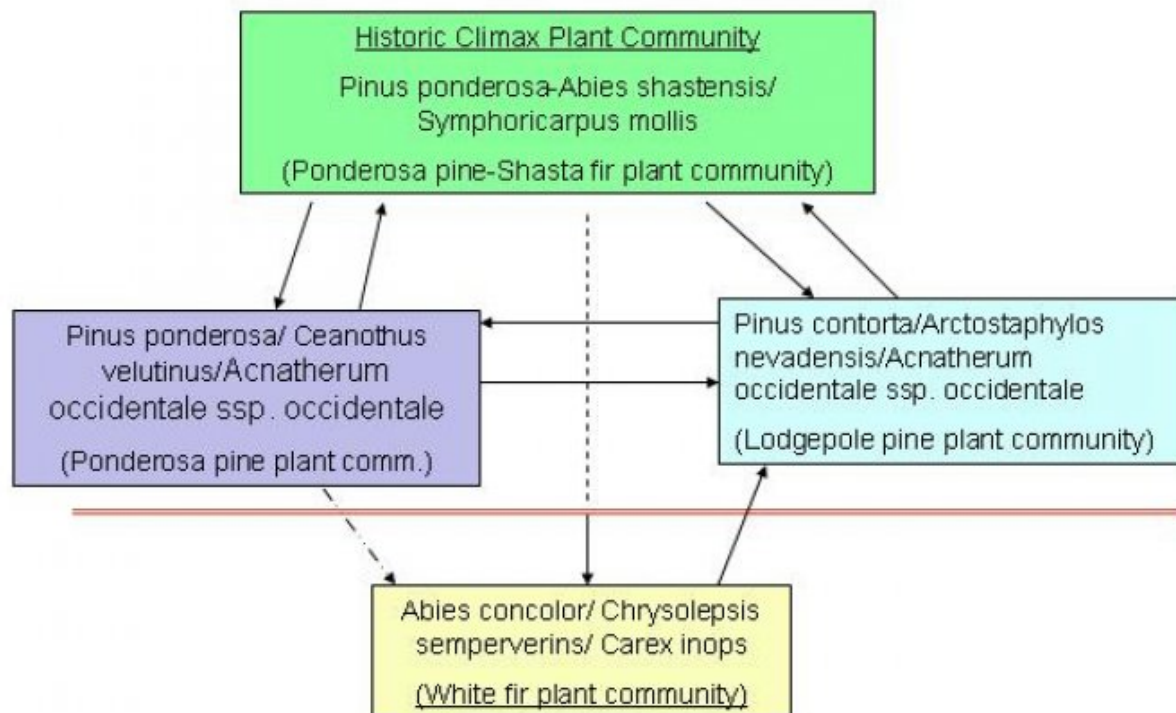 Historic Climax Plant Community
Pinus ponderosa-Abies shastensis/
Symphoricarpus mollis
(Ponderosa pine-Shasta fir plant community)
Pinus ponderosa/ Ceanothus
velutinus/Acnatherum
occidentale ssp. occidentale
(Ponderosa pine plant comm.)
Pinus contorta/Arctostaphylos
nevadensis/Acnatherum
occidentale ssp. occidentale
(Lodgepole pine plant community)
Abies concolor/ Chrysolepsis
semperverins/ Carex inops
(White fir plant community)